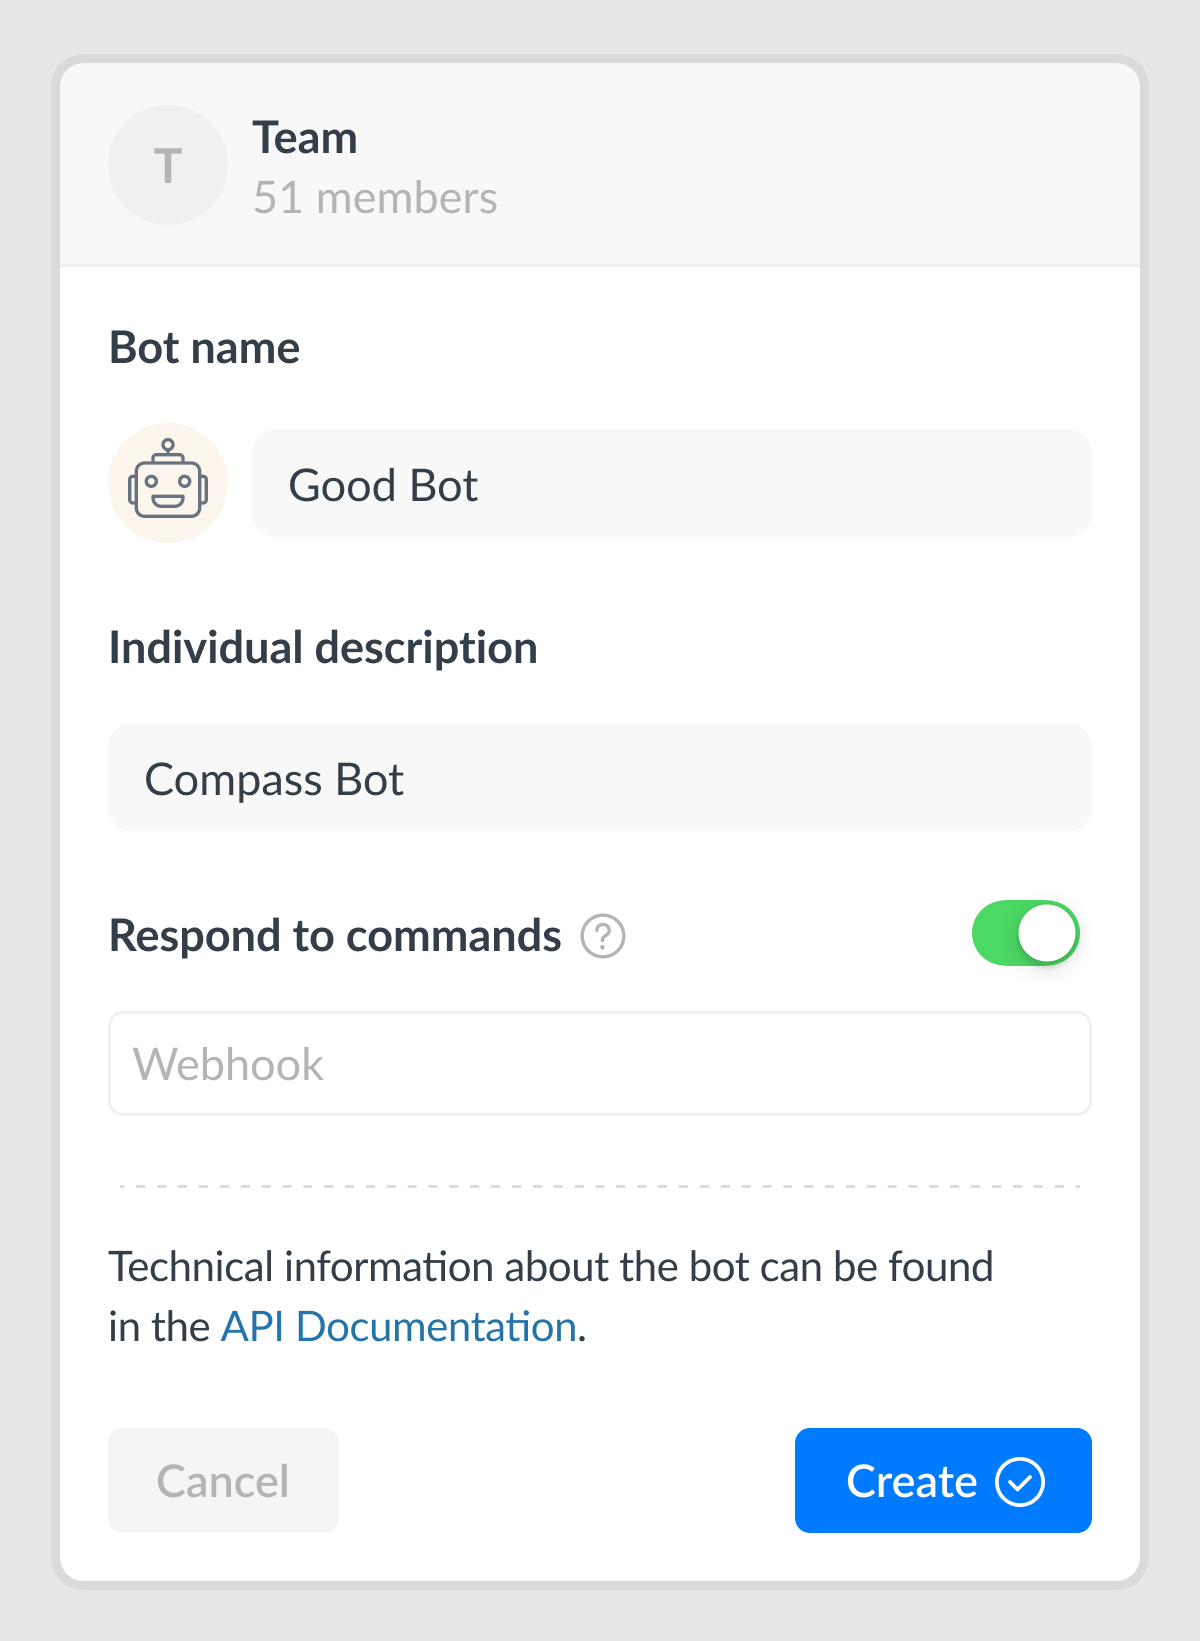 T
Team
51 members
Bot name
Good Bot
Individual description
Compass Bot
Respond to commands ?
Webhook
Technical information about the bot can be found
in the API Documentation.
Cancel
Create